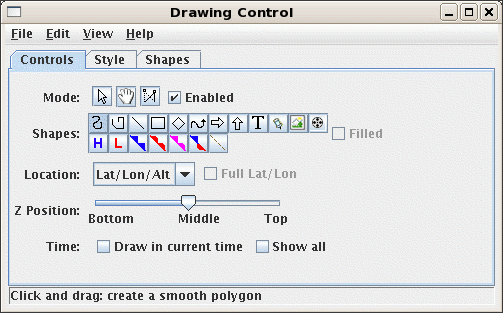 Drawing Control
File Edit View Help
Controls Style Shapes
Mode: Enabled
Shapes: T
H L Filled
Location: Lat/Lon/Alt Full Lat/Lon
Z Position:
Bottom Middle Top
Time: Draw in current time Show all
Click and drag: create a smooth polygon